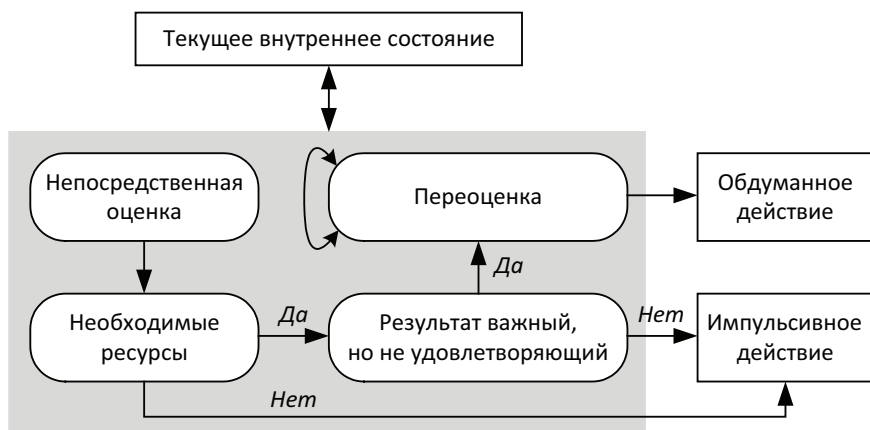 Текущее внутреннее состояние
Непосредственная
оценка
Переоценка
Обдуманное
действие
Да
Необходимые
ресурсы
Да
Результат важный,
но не удовлетворяющий
Нет
Импульсивное
действие
Нет